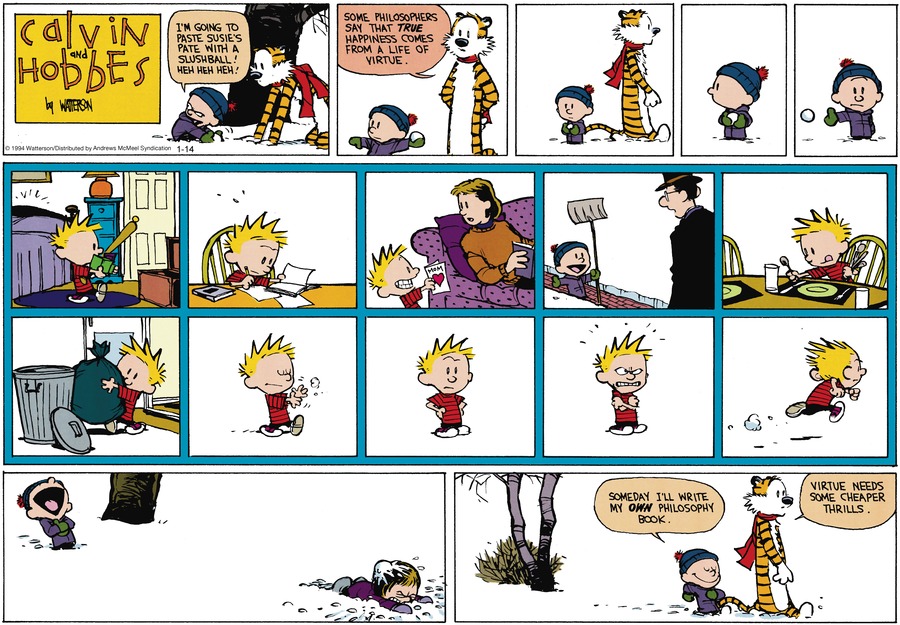 Calvin
and
HobbEs
by WATTERSON
I'M GOING TO
PASTE SUSIE'S
PATE WITH A
SLUSHBALL!
HEH HEH HEH!
© 1994 Watterson/Distributed by Andrews McMeel Syndication
1-14
SOME PHILOSOPHERS
SAY THAT TRUE
HAPPINESS COMES
FROM A LIFE OF
VIRTUE.
MOM
SOMEDAY I'LL WRITE
MY OWN PHILOSOPHY
BOOK.
VIRTUE NEEDS
SOME CHEAPER
THRILLS.